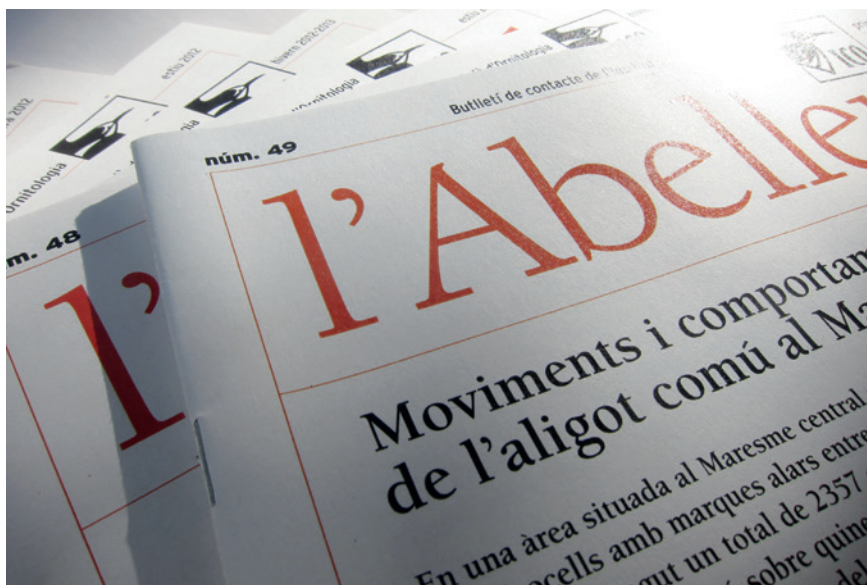 estiu 2012
hivern 2012-2013
2012
d'Ornitologia
Ornitologia
núm. 48
l'
núm. 49
Butlletí de contacte de
l'Abelle
Moviments i comportam
de l'aligot comú al Ma
En una àrea situada al Maresme central
ocells amb marques alars entre
gut un total de 2357
sobre quin